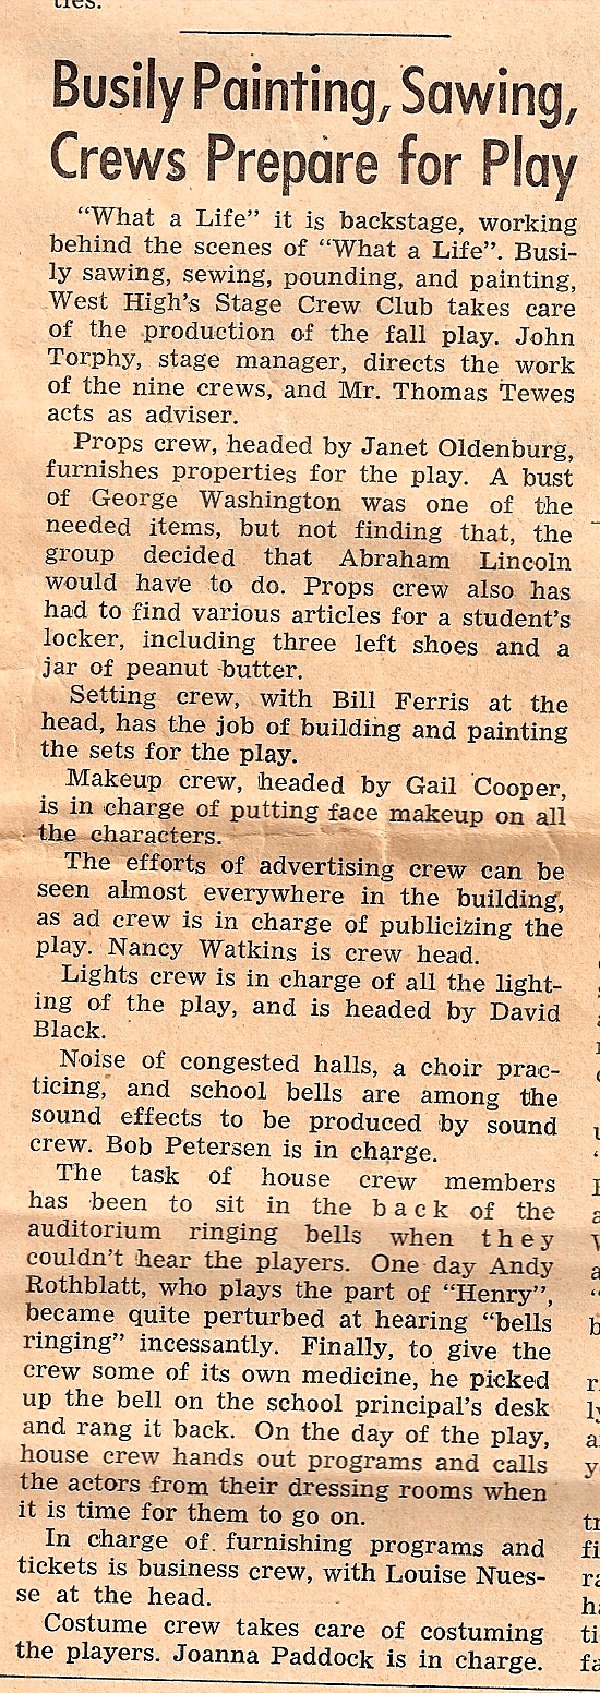 ties.
Busily Painting, Sawing,
Crews Prepare for Play
"What a Life" it is backstage, working
behind the scenes of "What a Life". Busi-
ly sawing, sewing, pounding, and painting,
West High's Stage Crew Club takes care
of the production of the fall play. John
Torphy, stage manager, directs the work
of the nine crews, and Mr. Thomas Tewes
acts as adviser.
Props crew, headed by Janet Oldenburg,
furnishes properties for the play. A bust
of George Washington was one of the
needed items, but not finding that, the
group decided that Abraham Lincoln
would have to do. Props crew also has
had to find various articles for a student's
locker, including three left shoes and a
jar of peanut butter.
Setting crew, with Bill Ferris at the
head, has the job of building and painting
the sets for the play.
Makeup crew, headed by Gail Cooper,
is in charge of putting face makeup on all
the characters.
The efforts of advertising crew can be
seen almost everywhere in the building,
as ad crew is in charge of publicizing the
play. Nancy Watkins is crew head.
Lights crew is in charge of all the light-
ing of the play, and is headed by David
Black.
Noise of congested halls, a choir prac-
ticing, and school bells are among the
sound effects to be produced by sound
crew. Bob Petersen is in charge.
The task of house crew members
has been to sit in the back of the
auditorium ringing bells when they
couldn't hear the players. One day Andy
Rothblatt, who plays the part of "Henry",
became quite perturbed at hearing "bells
ringing" incessantly. Finally, to give the
crew some of its own medicine, he picked
up the bell on the school principal's desk
and rang it back. On the day of the play,
house crew hands out programs and calls
the actors from their dressing rooms when
it is time for them to go on.
In charge of furnishing programs and
tickets is business crew, with Louise Nues-
se at the head.
Costume crew takes care of costuming
the players. Joanna Paddock is in charge.